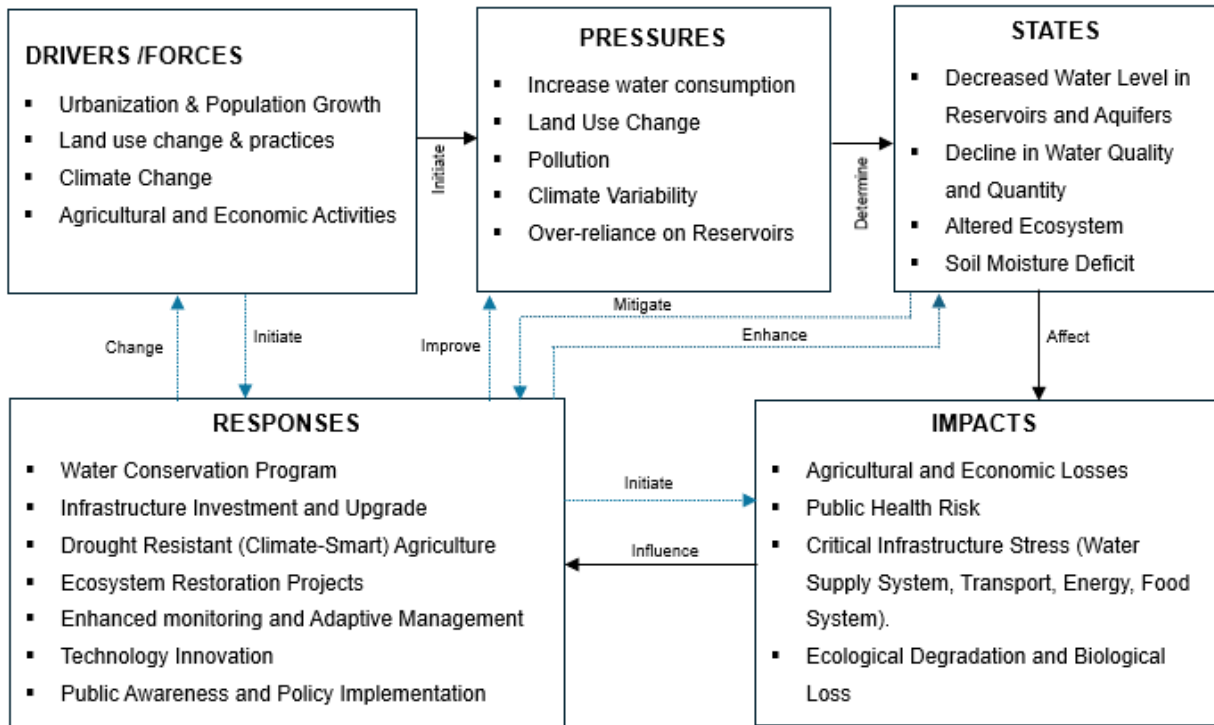 DRIVERS /FORCES
▪ Urbanization & Population Growth
▪ Land use change & practices
▪ Climate Change
▪ Agricultural and Economic Activities
Initiate
PRESSURES
▪ Increase water consumption
▪ Land Use Change
▪ Pollution
▪ Climate Variability
▪ Over-reliance on Reservoirs
Determine
STATES
▪ Decreased Water Level in
Reservoirs and Aquifers
▪ Decline in Water Quality
and Quantity
▪ Altered Ecosystem
▪ Soil Moisture Deficit
Change
Initiate
Improve
Mitigate
Enhance
Affect
RESPONSES
▪ Water Conservation Program
▪ Infrastructure Investment and Upgrade
▪ Drought Resistant (Climate-Smart) Agriculture
▪ Ecosystem Restoration Projects
▪ Enhanced monitoring and Adaptive Management
▪ Technology Innovation
▪ Public Awareness and Policy Implementation
Initiate
Influence
IMPACTS
▪ Agricultural and Economic Losses
▪ Public Health Risk
▪ Critical Infrastructure Stress (Water
Supply System, Transport, Energy, Food
System).
▪ Ecological Degradation and Biological
Loss